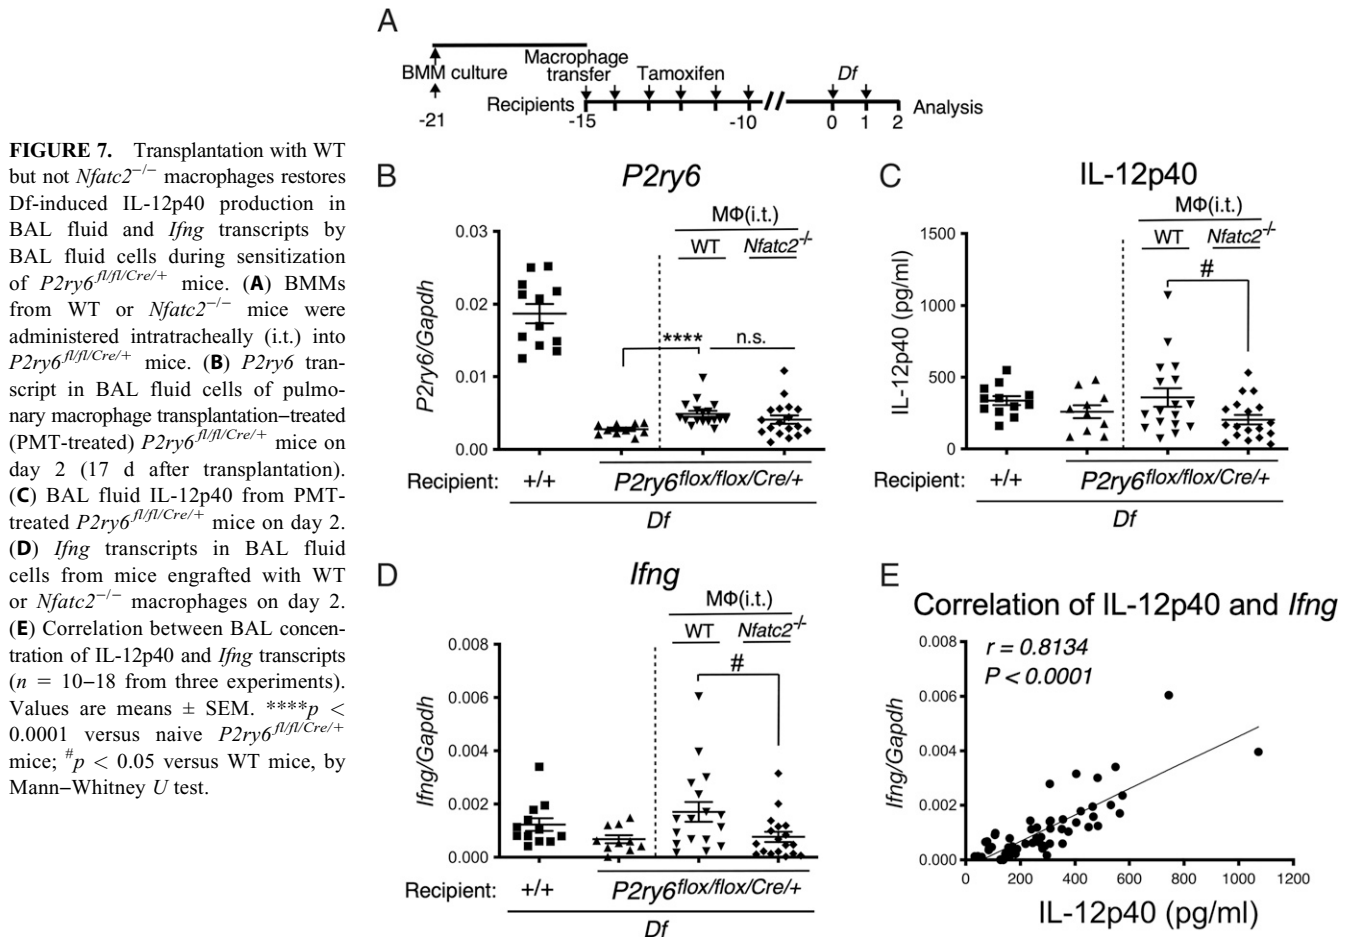 FIGURE 7. Transplantation with WT
but not Nfatc2−/− macrophages restores
Df-induced IL-12p40 production in
BAL fluid and Ifng transcripts by
BAL fluid cells during sensitization
of P2ry6fl/fl/Cre/+ mice. (A) BMMs
from WT or Nfatc2−/− mice were
administered intratracheally (i.t.) into
P2ry6fl/fl/Cre/+ mice. (B) P2ry6 tran-
script in BAL fluid cells of pulmo-
nary macrophage transplantation–treated
(PMT-treated) P2ry6fl/fl/Cre/+ mice on
day 2 (17 d after transplantation).
(C) BAL fluid IL-12p40 from PMT-
treated P2ry6fl/fl/Cre/+ mice on day 2.
(D) Ifng transcripts in BAL fluid
cells from mice engrafted with WT
or Nfatc2−/− macrophages on day 2.
(E) Correlation between BAL concen-
tration of IL-12p40 and Ifng transcripts
(n = 10–18 from three experiments).
Values are means ± SEM. ****p <
0.0001 versus naive P2ry6fl/fl/Cre/+
mice; #p < 0.05 versus WT mice, by
Mann–Whitney U test.
A
BMM culture
Macrophage
transfer
Tamoxifen
Df
Recipients
Analysis
-21
-15
-10
0
1
2
B
P2ry6
MΦ(i.t.)
WT
Nfatc2-/-
P2ry6/Gapdh
0.03
0.02
0.01
0.00
****
n.s.
Recipient:
+/+
P2ry6flox/flox/Cre/+
Df
C
IL-12p40
MΦ(i.t.)
WT
Nfatc2-/-
#
IL-12p40 (pg/ml)
1500
1000
500
0
Recipient:
+/+
P2ry6flox/flox/Cre/+
Df
D
Ifng
MΦ(i.t.)
WT
Nfatc2-/-
#
Ifng/Gapdh
0.008
0.006
0.004
0.002
0.000
Recipient:
+/+
P2ry6flox/flox/Cre/+
Df
E
Correlation of IL-12p40 and Ifng
r = 0.8134
P < 0.0001
Ifng/Gapdh
0.008
0.006
0.004
0.002
0.000
0
200
400
600
800
1000
1200
IL-12p40 (pg/ml)